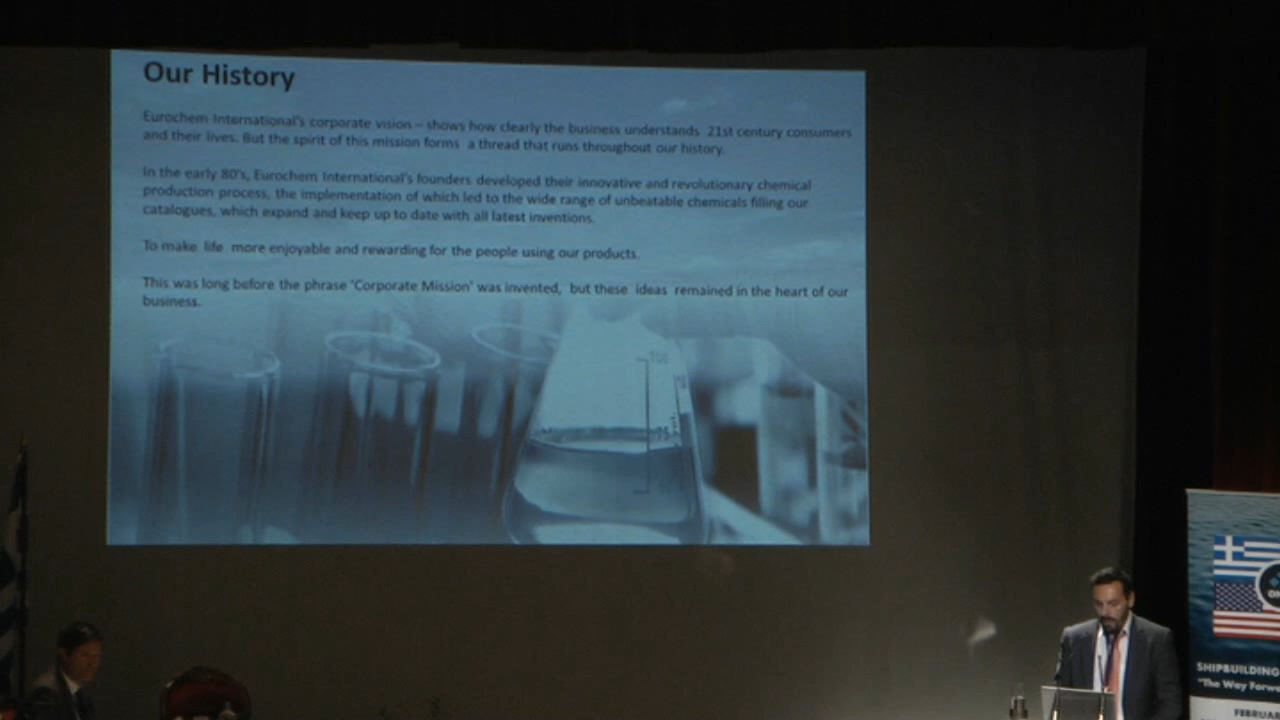 Our History
Eurochem International's corporate vision – shows how clearly the business understands 21st century consumers
and their lives. But the spirit of this mission forms a thread that runs throughout our history.
In the early 80's, Eurochem International's founders developed their innovative and revolutionary chemical
production process, the implementation of which led to the wide range of unbeatable chemicals filling our
catalogues, which expand and keep up to date with all latest inventions.
To make life more enjoyable and rewarding for the people using our products.
This was long before the phrase 'Corporate Mission' was invented, but these ideas remained in the heart of our
business.
SHIPBUILDING
"The Way